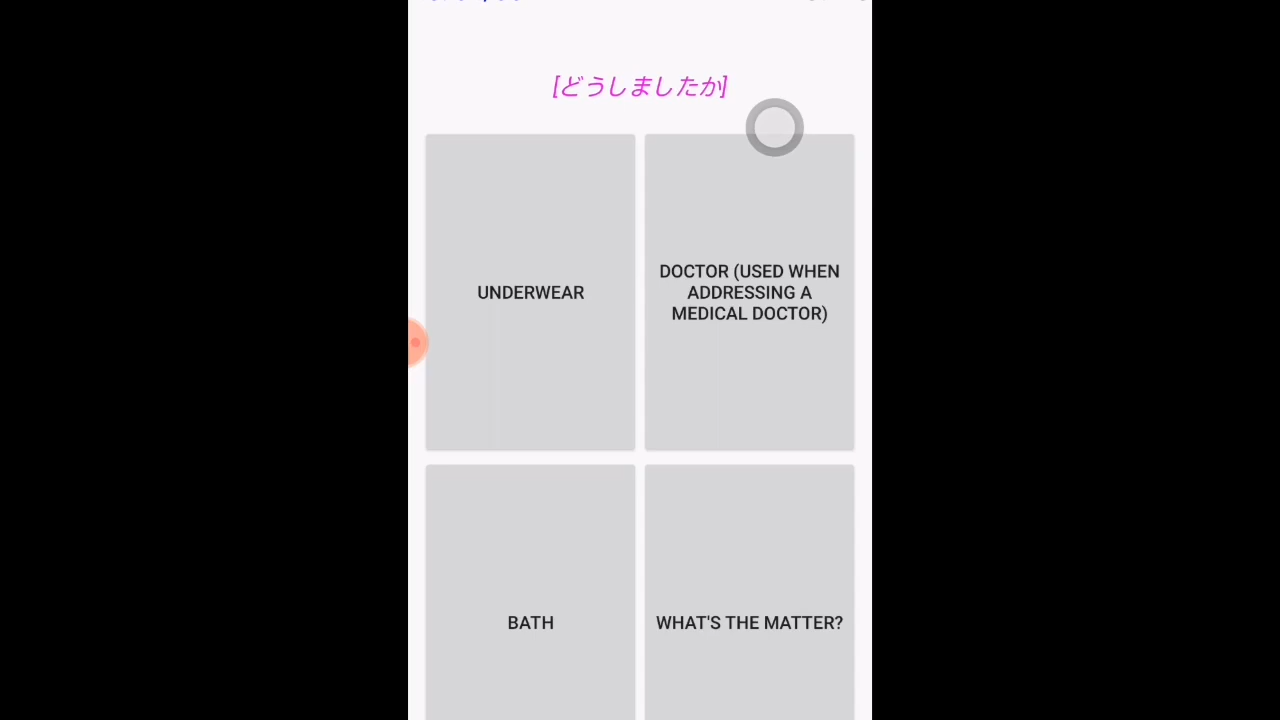 [どうしましたか]
UNDERWEAR
DOCTOR (USED WHEN
ADDRESSING A
MEDICAL DOCTOR)
BATH
WHAT'S THE MATTER?